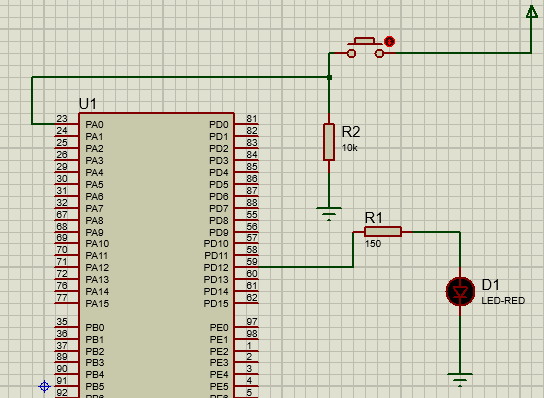 U1
23 PA0 PD0 81
24 PA1 PD1 82
25 PA2 PD2 83
26 PA3 PD3 84
29 PA4 PD4 85
30 PA5 PD5 86
31 PA6 PD6 87
32 PA7 PD7 88
67 PA8 PD8 55
68 PA9 PD9 56
69 PA10 PD10 57
70 PA11 PD11 58
71 PA12 PD12 59
72 PA13 PD13 60
76 PA14 PD14 61
77 PA15 PD15 62
35 PB0 PE0 97
36 PB1 PE1 98
37 PB2 PE2 1
89 PB3 PE3 2
90 PB4 PE4 3
91 PB5 PE5 4
92 5
R2
10k
R1
150
D1
LED-RED